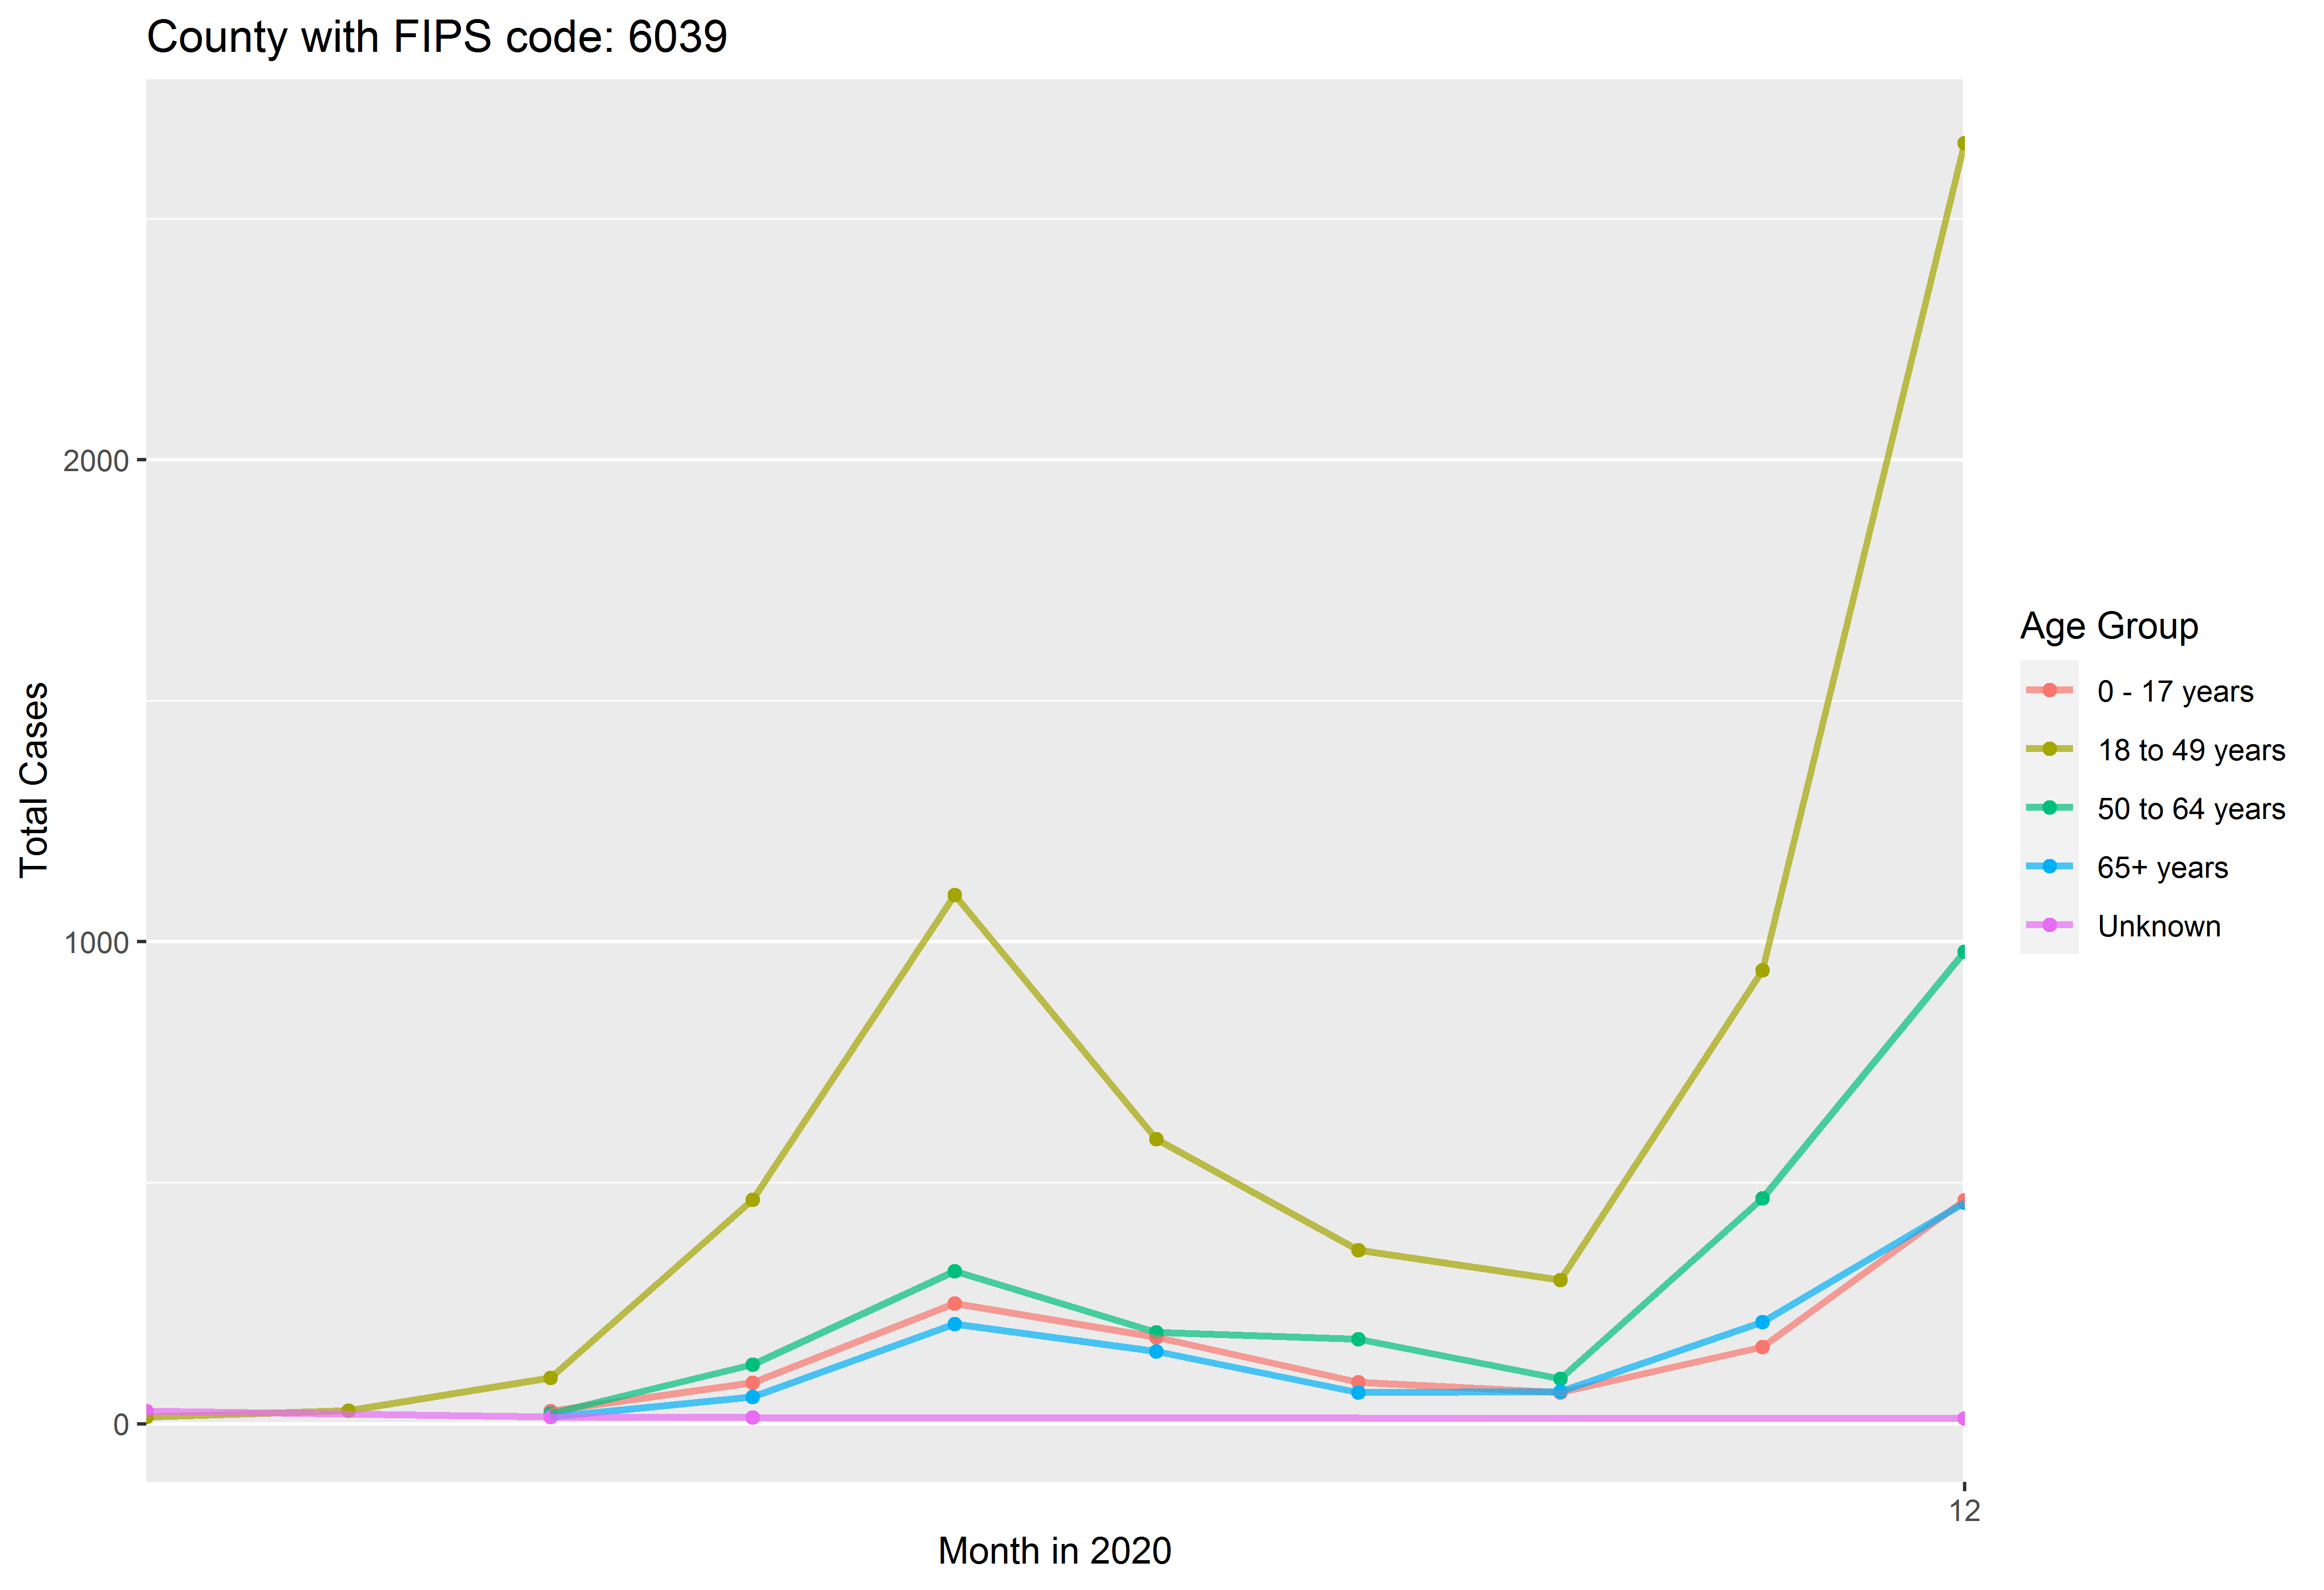 County with FIPS code: 6039
Total Cases
2000
1000
0
12
Month in 2020
Age Group
0 - 17 years
18 to 49 years
50 to 64 years
65+ years
Unknown